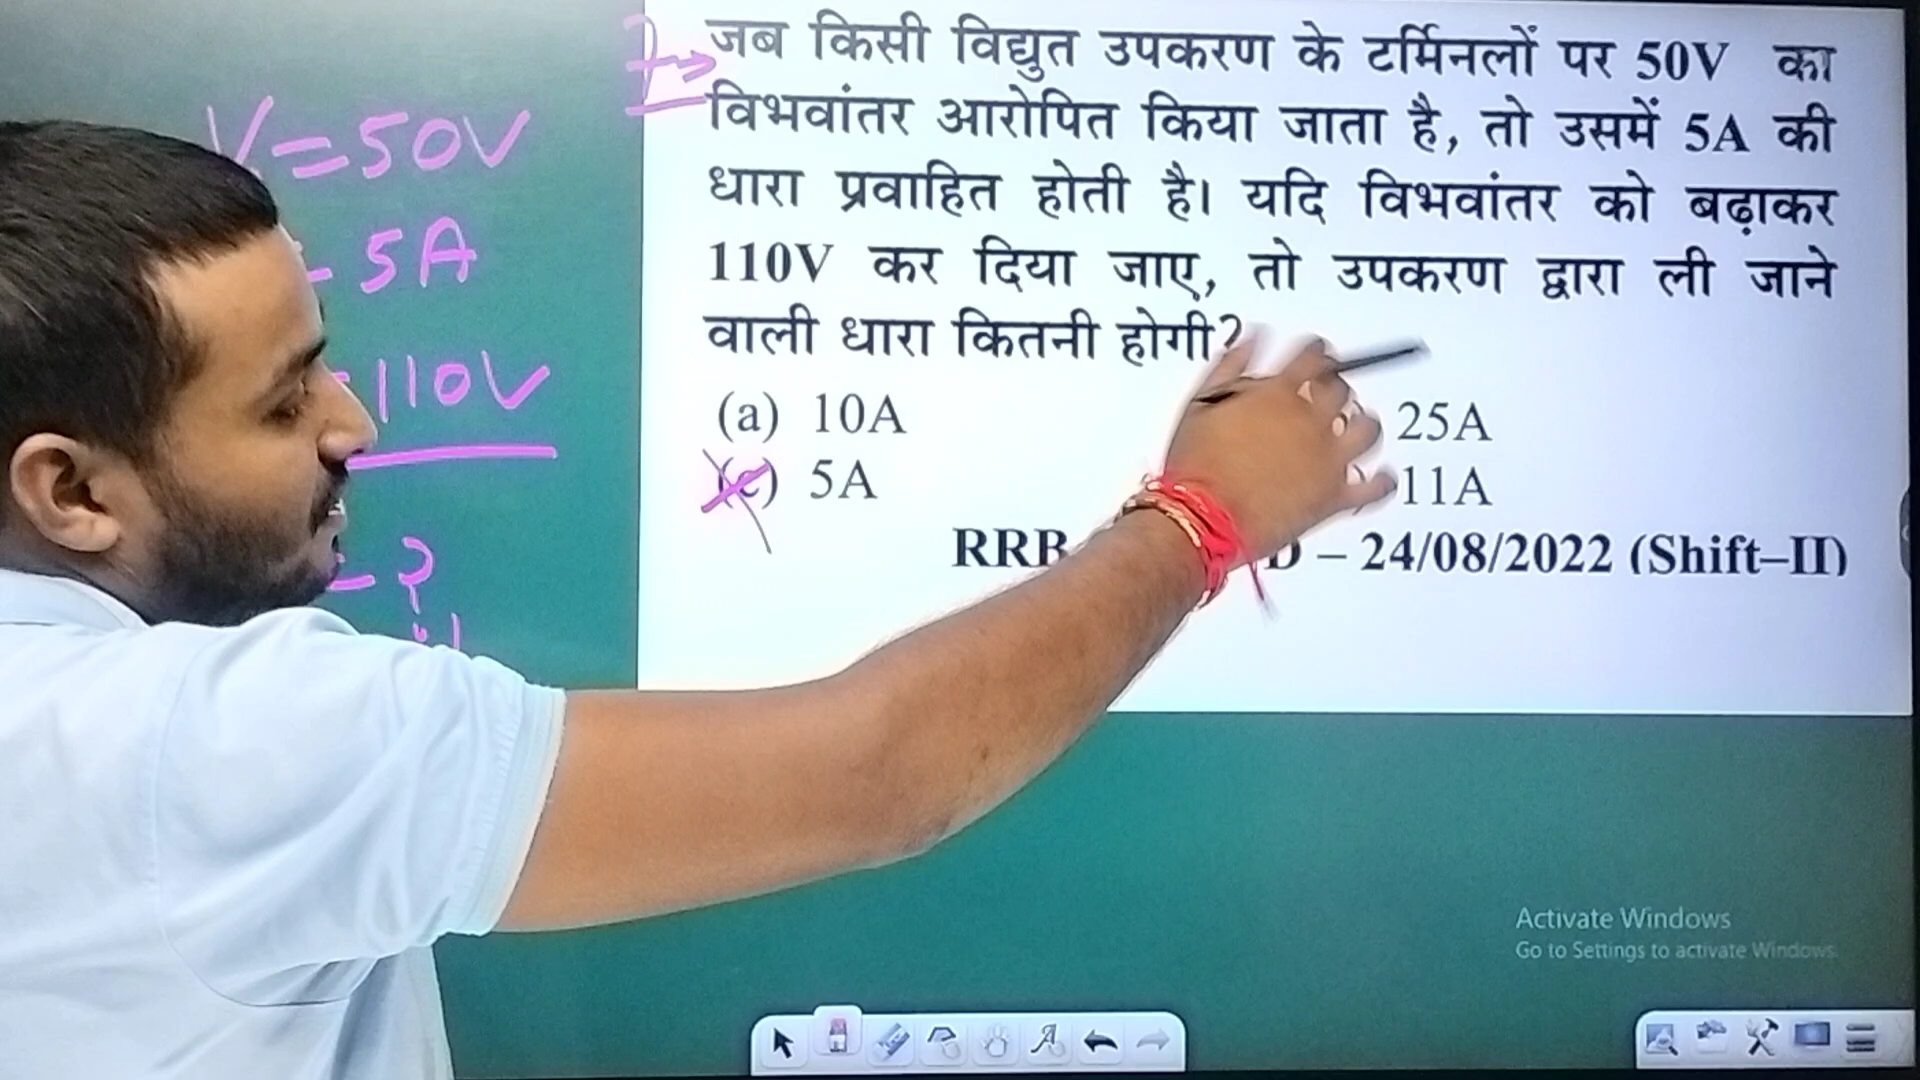 7→
जब किसी विद्युत उपकरण के टर्मिनलों पर 50V का
विभवांतर आरोपित किया जाता है, तो उसमें 5A की
धारा प्रवाहित होती है। यदि विभवांतर को बढ़ाकर
110V कर दिया जाए, तो उपकरण द्वारा ली जाने
वाली धारा कितनी होगी?
(a) 10A
25A
(c) 5A
11A
RRB
D – 24/08/2022 (Shift–II)
V = 50V
- 5A
= 110V
- ?
Activate Windows
Go to Settings to activate Windows.